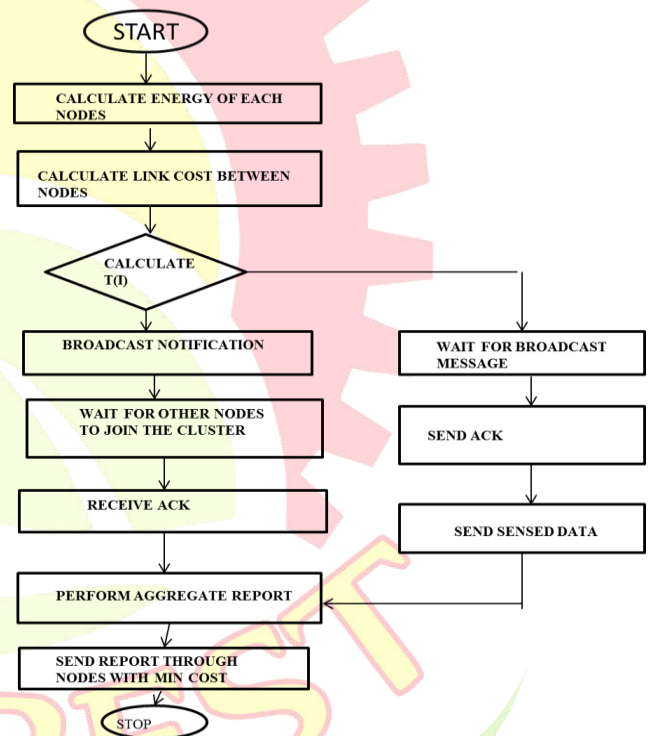 START
CALCULATE ENERGY OF EACH
NODES
CALCULATE LINK COST BETWEEN
NODES
CALCULATE
T(I)
BROADCAST NOTIFICATION
WAIT FOR OTHER NODES
TO JOIN THE CLUSTER
RECEIVE ACK
WAIT FOR BROADCAST
MESSAGE
SEND ACK
SEND SENSED DATA
PERFORM AGGREGATE REPORT
SEND REPORT THROUGH
NODES WITH MIN COST
STOP